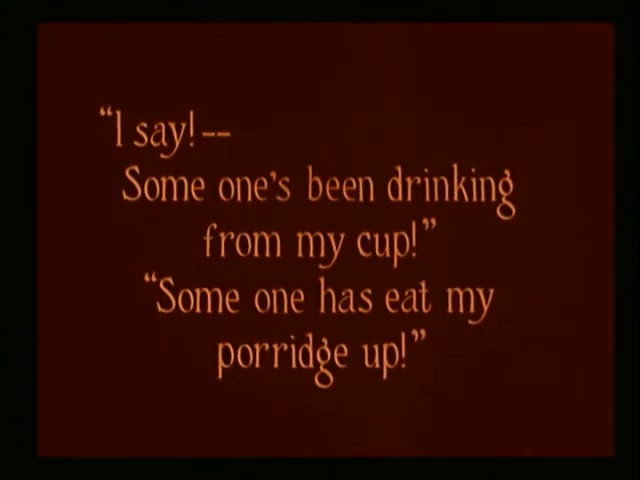 “I say!--
Some one’s been drinking
from my cup!”
“Some one has eat my
porridge up!”